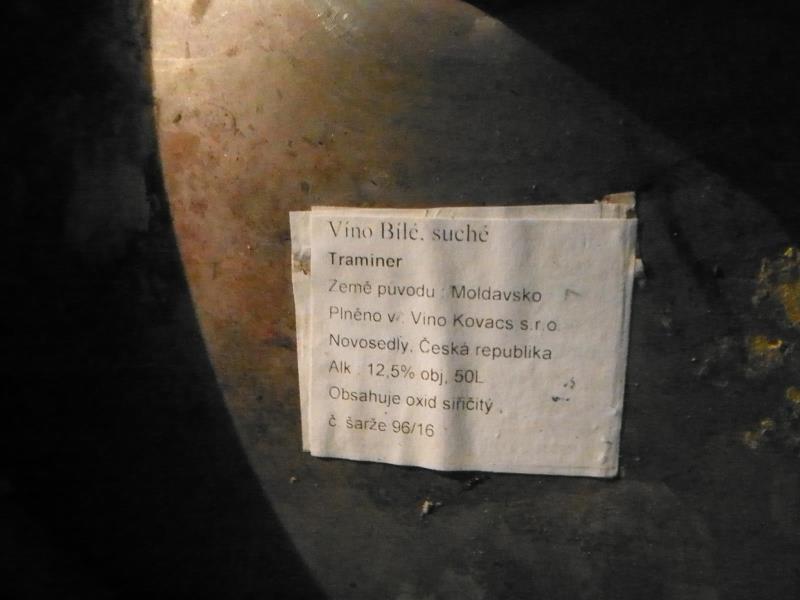 Víno Bílé, suché
Traminer
Země původu : Moldavsko
Plněno v : Vino Kovacs s.r.o.
Novosedly, Česká republika
Alk : 12,5% obj, 50L
Obsahuje oxid siřičitý
č. šarže 96/16